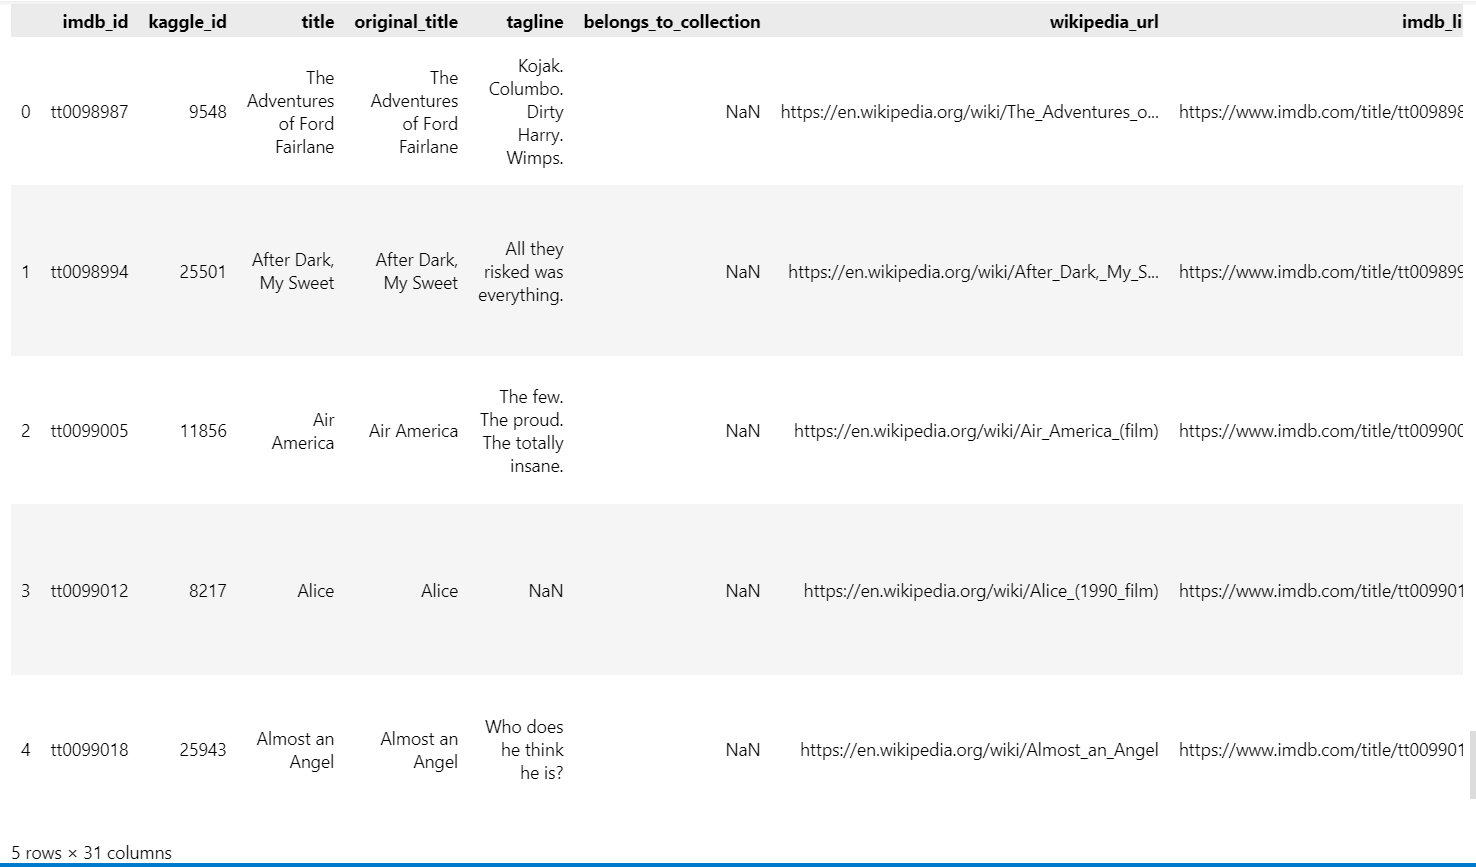 imdb_id kaggle_id title original_title tagline belongs_to_collection wikipedia_url imdb_li
0 tt0098987 9548 The Adventures of Ford Fairlane The Adventures of Ford Fairlane Kojak. Columbo. Dirty Harry. Wimps. NaN https://en.wikipedia.org/wiki/The_Adventures_o... https://www.imdb.com/title/tt009898
1 tt0098994 25501 After Dark, My Sweet After Dark, My Sweet All they risked was everything. NaN https://en.wikipedia.org/wiki/After_Dark,_My_S... https://www.imdb.com/title/tt009899
2 tt0099005 11856 Air America Air America The few. The proud. The totally insane. NaN https://en.wikipedia.org/wiki/Air_America_(film) https://www.imdb.com/title/tt009900
3 tt0099012 8217 Alice Alice NaN NaN https://en.wikipedia.org/wiki/Alice_(1990_film) https://www.imdb.com/title/tt009901
4 tt0099018 25943 Almost an Angel Almost an Angel Who does he think he is? NaN https://en.wikipedia.org/wiki/Almost_an_Angel https://www.imdb.com/title/tt009901
5 rows × 31 columns